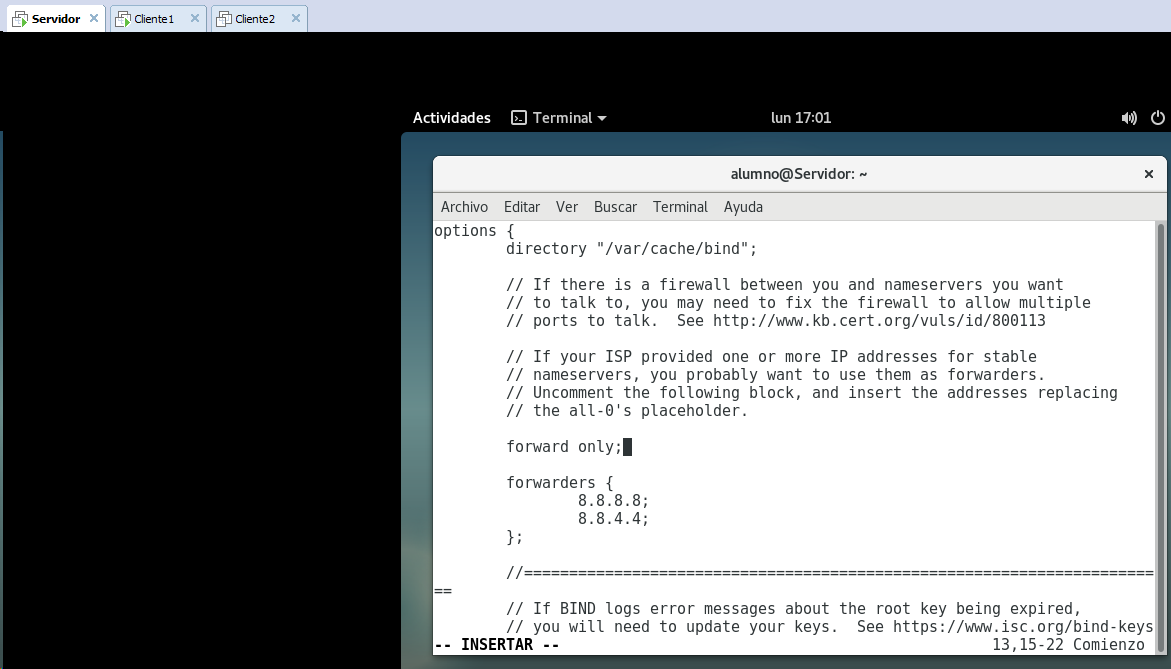 Servidor
Cliente1
Cliente2
Actividades Terminal lun 17:01
alumno@Servidor: ~
Archivo Editar Ver Buscar Terminal Ayuda
options {
directory "/var/cache/bind";
// If there is a firewall between you and nameservers you want
// to talk to, you may need to fix the firewall to allow multiple
// ports to talk.  See http://www.kb.cert.org/vuls/id/800113
// If your ISP provided one or more IP addresses for stable
// nameservers, you probably want to use them as forwarders.
// Uncomment the following block, and insert the addresses replacing
// the all-0's placeholder.
forward only;
forwarders {
8.8.8.8;
8.8.4.4;
};
//======================================================================
==
// If BIND logs error messages about the root key being expired,
// you will need to update your keys.  See https://www.isc.org/bind-keys
-- INSERTAR -- 13,15-22 Comienzo